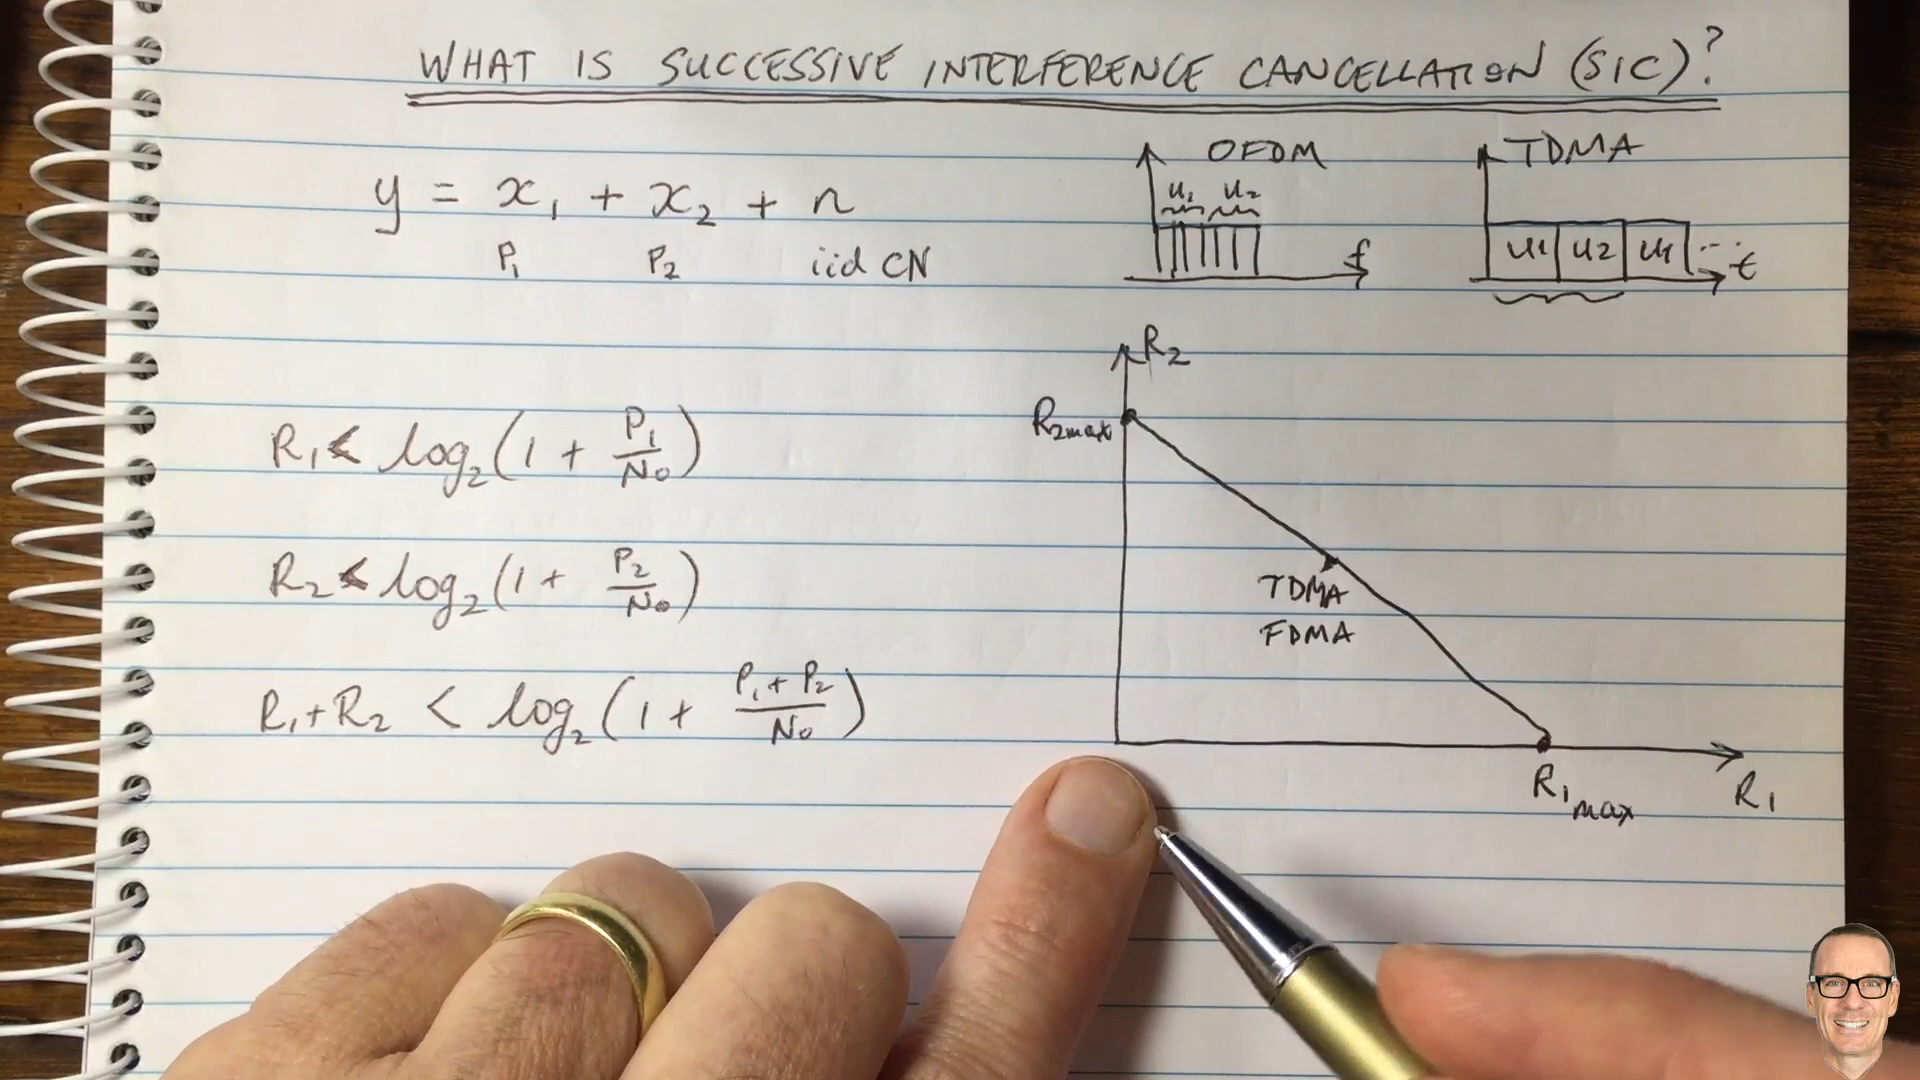 WHAT IS SUCCESSIVE INTERFERENCE CANCELLATION (SIC)?
y = x₁ + x₂ + n
P₁ P₂ iid CN
OFDM
u₁ u₂
f
TDMA
u1 u2 u1 ...
t
R₁ < log₂(1 + P₁/N₀)
R₂ < log₂(1 + P₂/N₀)
R₁+R₂ < log₂(1 + P₁+P₂/N₀)
R₂
R₂max
TDMA
FDMA
R₁max
R₁